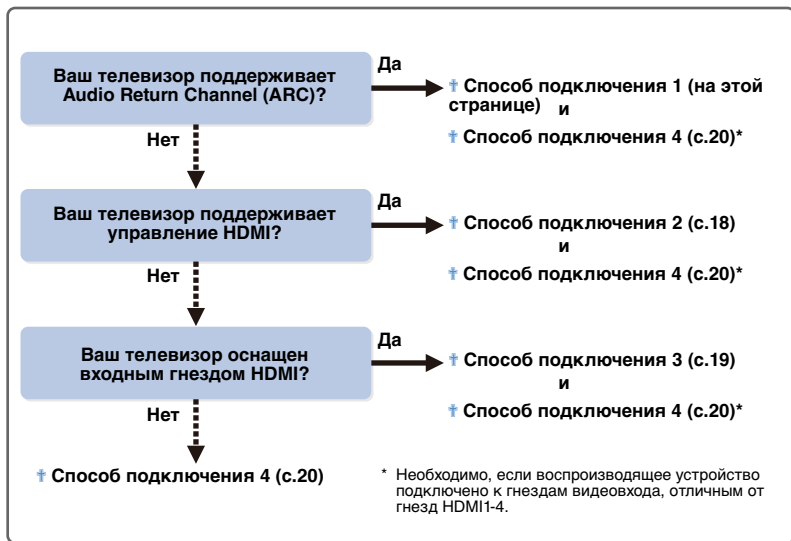 Ваш телевизор поддерживает
Audio Return Channel (ARC)?
Да
† Способ подключения 1 (на этой
странице) и
† Способ подключения 4 (с.20)*
Нет
Ваш телевизор поддерживает
управление HDMI?
Да
† Способ подключения 2 (с.18)
и
† Способ подключения 4 (с.20)*
Нет
Ваш телевизор оснащен
входным гнездом HDMI?
Да
† Способ подключения 3 (с.19)
и
† Способ подключения 4 (с.20)*
Нет
† Способ подключения 4 (с.20)
* Необходимо, если воспроизводящее устройство
подключено к гнездам видеовхода, отличным от
гнезд HDMI1-4.